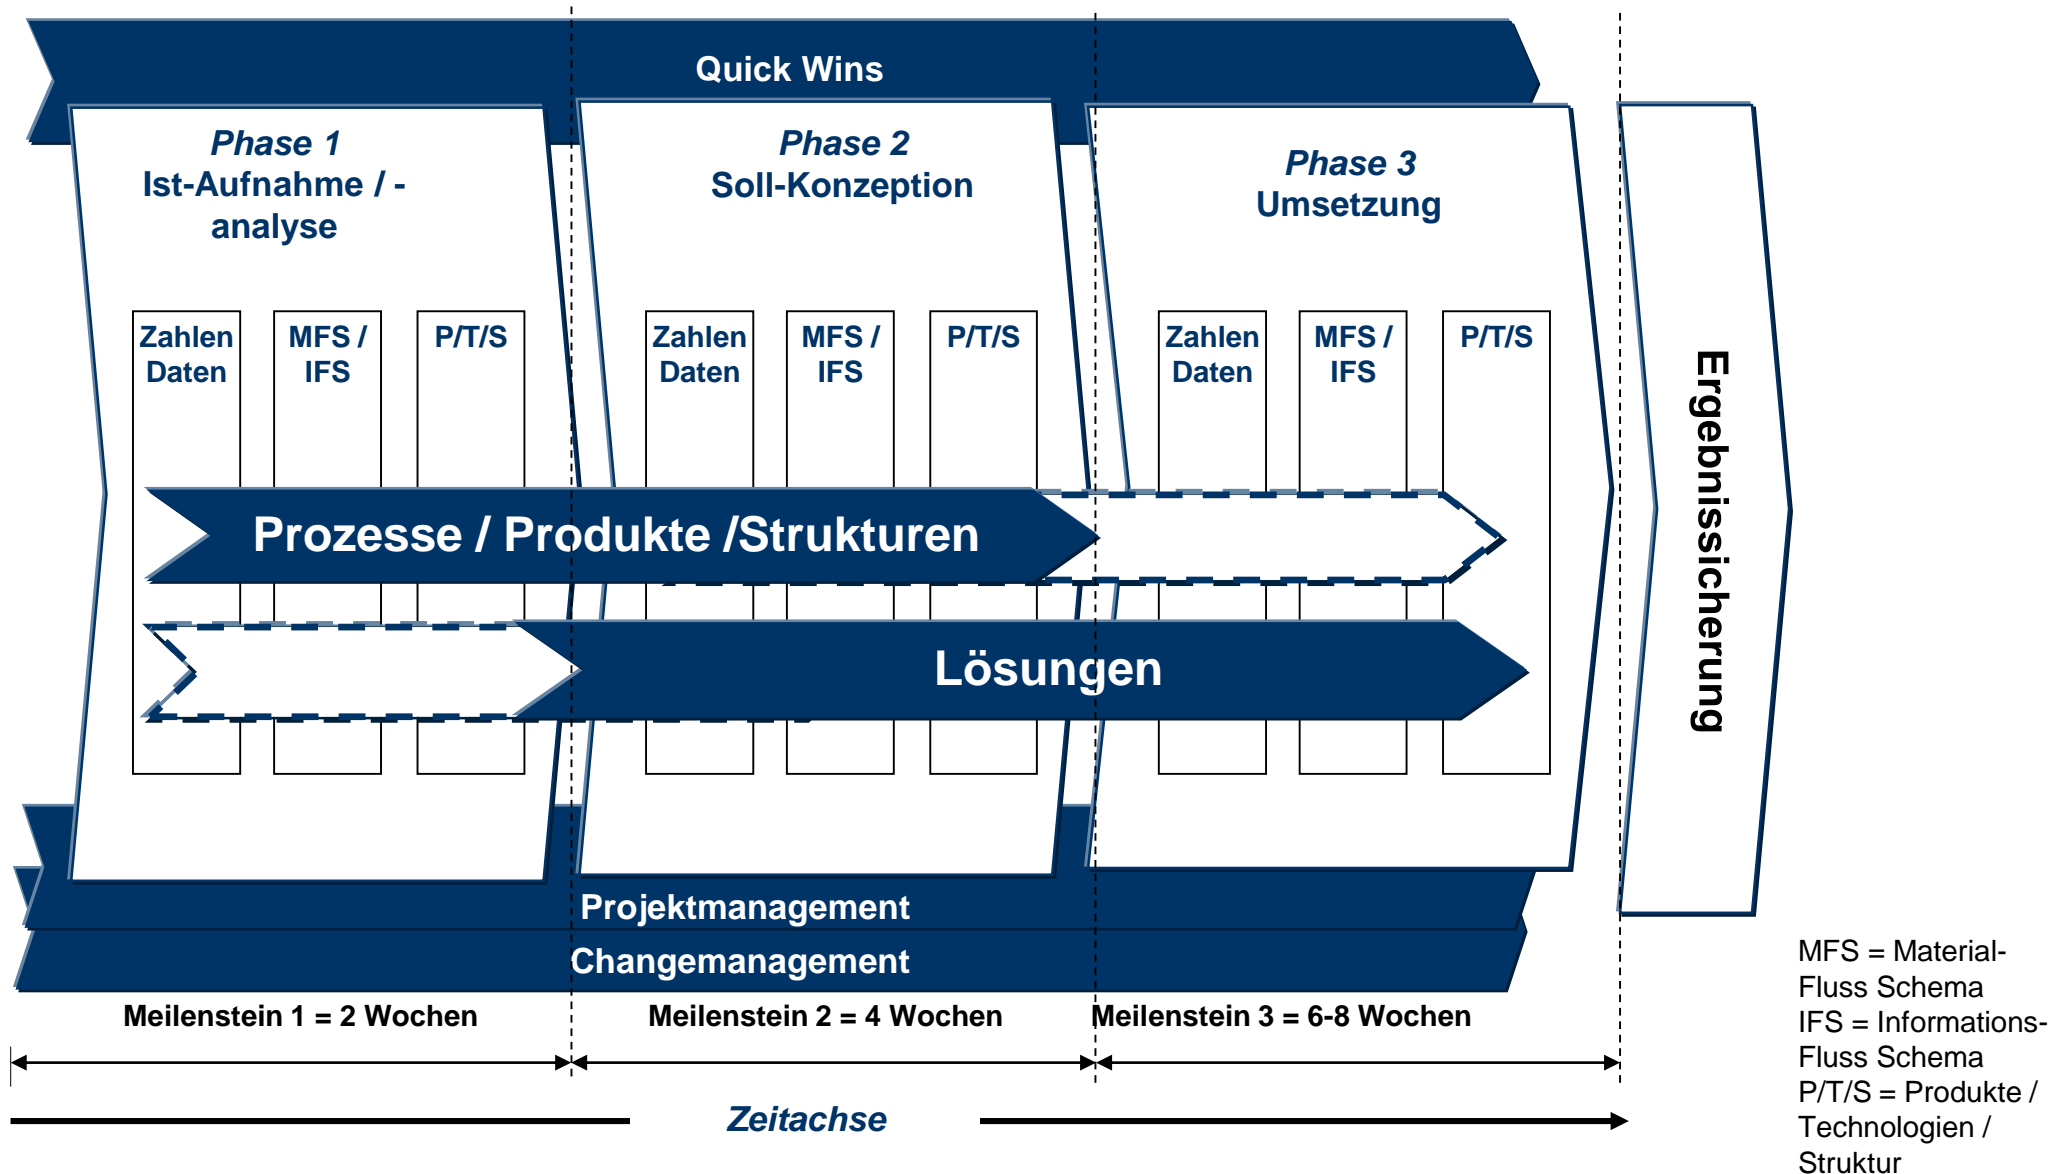 Quick Wins
Phase 1
Ist-Aufnahme / -
analyse
Phase 2
Soll-Konzeption
Phase 3
Umsetzung
Zahlen
Daten
MFS /
IFS
P/T/S
Zahlen
Daten
MFS /
IFS
P/T/S
Zahlen
Daten
MFS /
IFS
P/T/S
Prozesse / Produkte /Strukturen
Lösungen
Ergebnissicherung
Projektmanagement
Changemanagement
Meilenstein 1 = 2 Wochen
Meilenstein 2 = 4 Wochen
Meilenstein 3 = 6-8 Wochen
Zeitachse
MFS = Material-
Fluss Schema
IFS = Informations-
Fluss Schema
P/T/S = Produkte /
Technologien /
Struktur